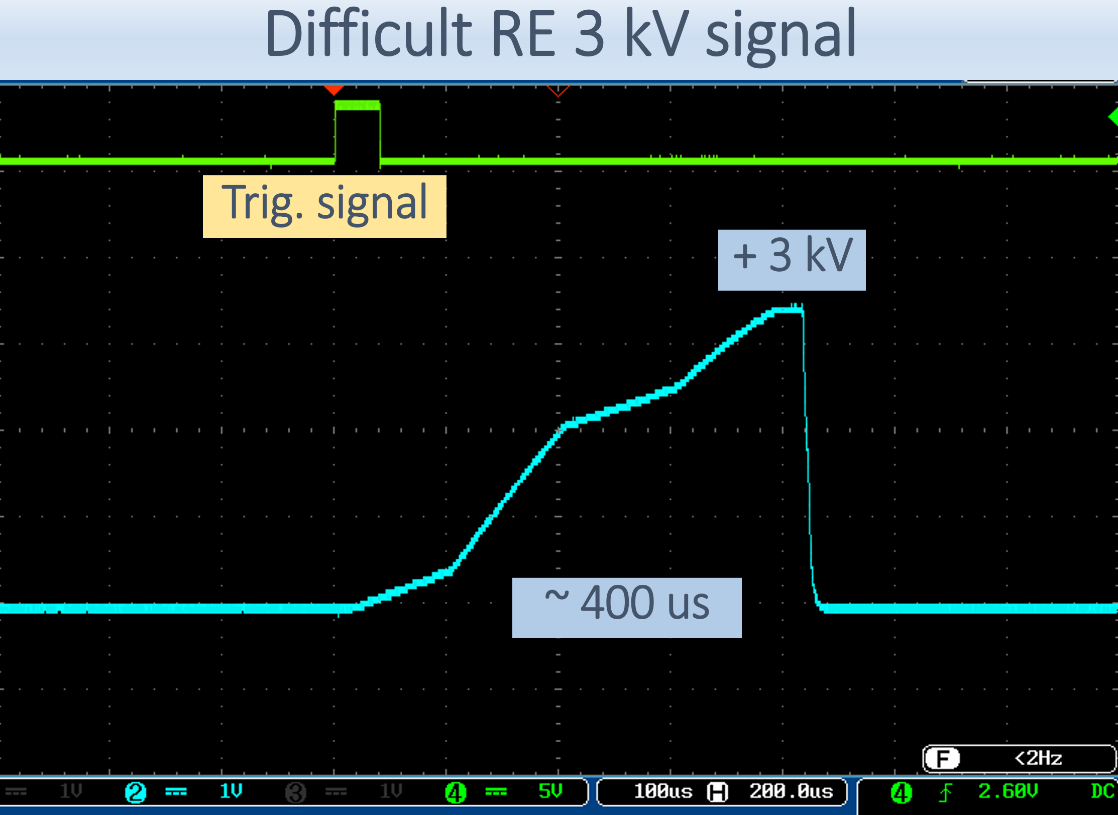 Difficult RE 3 kV signal
Trig. signal
+ 3 kV
~ 400 us
F <2Hz
1V 2 1V 3 1V 4 5V 100us H 200.0us 4 2.60V DC